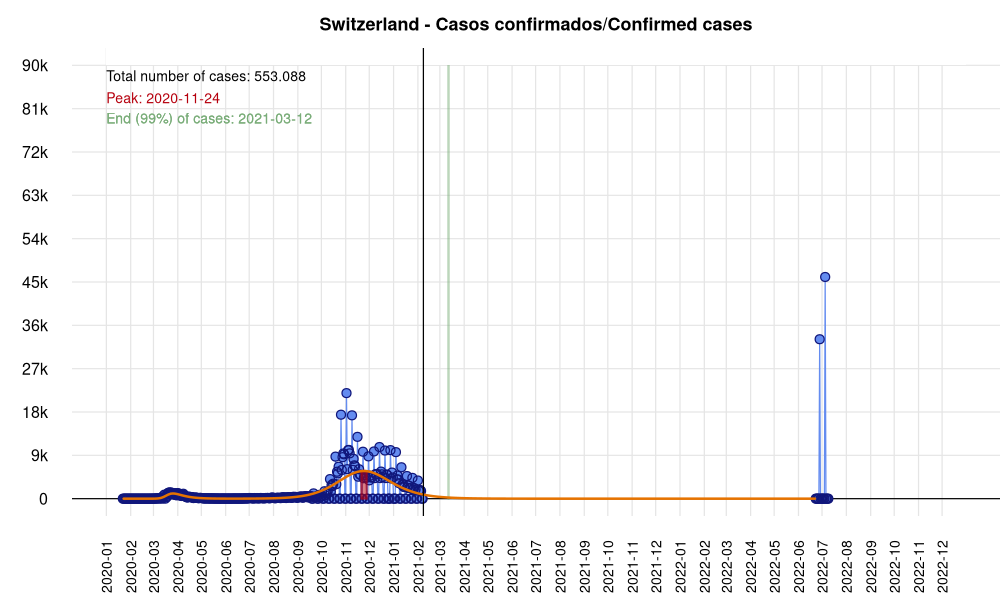 Switzerland - Casos confirmados/Confirmed cases
90k
Total number of cases: 553.088
Peak: 2020-11-24
81k
End (99%) of cases: 2021-03-12
72k
63k
54k
45k
36k
27k
18k
9k
0
2020-01
2020-02
2020-03
2020-04
2020-05
2020-06
2020-07
2020-08
2020-09
2020-10
2020-11
2020-12
2021-01
2021-02
2021-03
2021-04
2021-05
2021-06
2021-07
2021-08
2021-09
2021-10
2021-11
2021-12
2022-01
2022-02
2022-03
2022-04
2022-05
2022-06
2022-07
2022-08
2022-09
2022-10
2022-11
2022-12